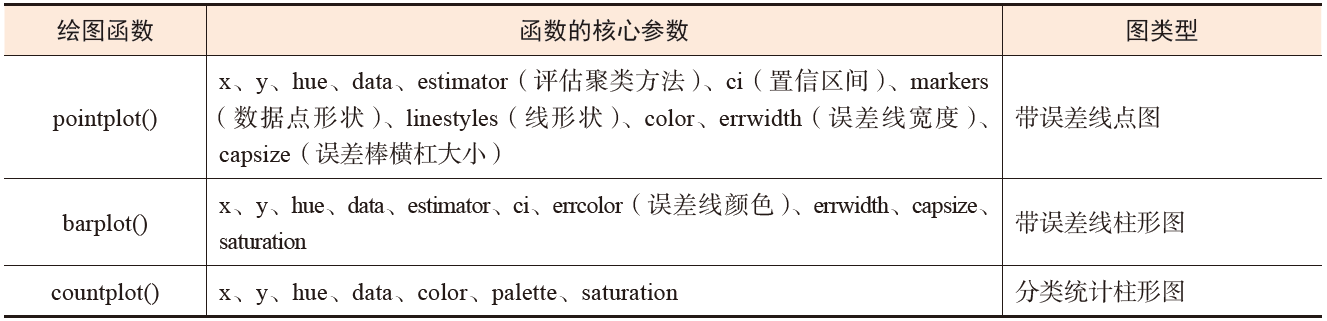 绘图函数 函数的核心参数 图类型
x、y、hue、data、estimator（评估聚类方法）、ci（置信区间）、markers
pointplot() （数据点形状）、linestyles（线形状）、color、errwidth（误差线宽度）、 带误差线点图
capsize（误差棒横杠大小）
x、y、hue、data、estimator、ci、errcolor（误差线颜色）、errwidth、capsize、
barplot() 带误差线柱形图
saturation
countplot() x、y、hue、data、color、palette、saturation 分类统计柱形图